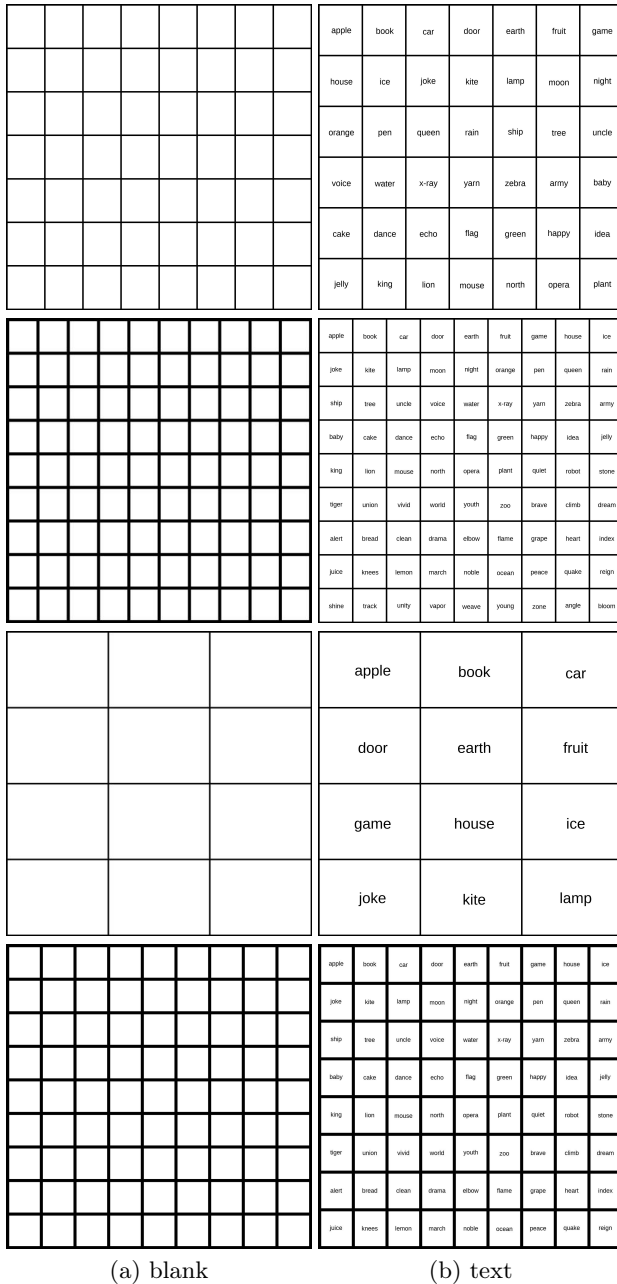 apple book car door earth fruit game
house ice joke kite lamp moon night
orange pen queen rain ship tree uncle
voice water x-ray yarn zebra army baby
cake dance echo flag green happy idea
jelly king lion mouse north opera plant
apple book car door earth fruit game house ice
joke kite lamp moon night orange pen queen rain
ship tree uncle voice water x-ray yarn zebra army
baby cake dance echo flag green happy idea jelly
king lion mouse north opera plant quiet robot stone
tiger union vivid world youth zoo brave climb dream
alert bread clean drama elbow flame grape heart index
juice knees lemon march noble ocean peace quake reign
shine track unity vapor weave young zone angle bloom
apple book car
door earth fruit
game house ice
joke kite lamp
apple book car door earth fruit game house ice
joke kite lamp moon night orange pen queen rain
ship tree uncle voice water x-ray yarn zebra army
baby cake dance echo flag green happy idea jelly
king lion mouse north opera plant quiet robot stone
tiger union vivid world youth zoo brave climb dream
alert bread clean drama elbow flame grape heart index
juice knees lemon march noble ocean peace quake reign
(a) blank (b) text